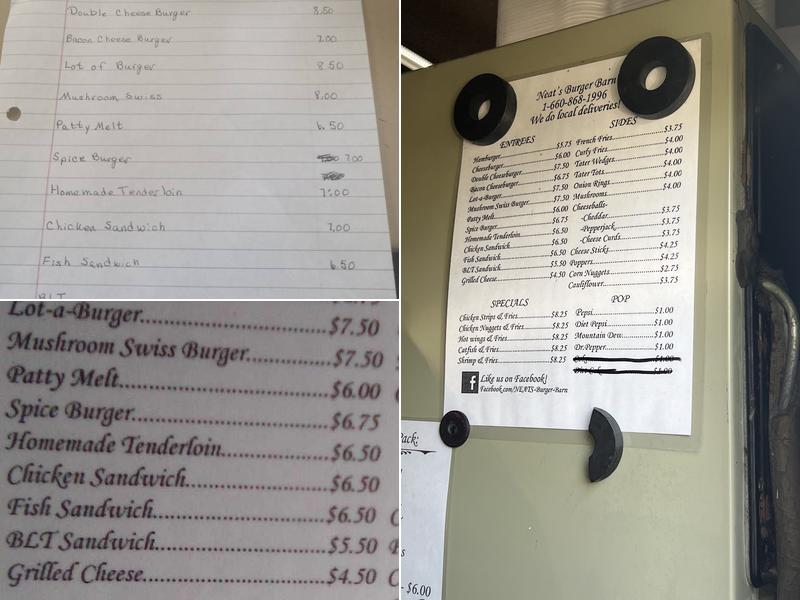 Double Cheese Burger 8.50
Bacon Cheese Burger 7.00
Lot of Burger 8.50
Mushroom Swiss 8.00
Patty Melt 6.50
Spice Burger 7.00
Homemade Tenderloin 7:00
Chicken Sandwich 7.00
Fish Sandwich 6.50
BLT
Lot-a-Burger $7.50
Mushroom Swiss Burger $7.50
Patty Melt $6.00
Spice Burger $6.75
Homemade Tenderloin $6.50
Chicken Sandwich $6.50
Fish Sandwich $6.50
BLT Sandwich $5.50
Grilled Cheese $4.50
Neat's Burger Barn
1-660-868-1996
We do local deliveries!
ENTREES
Hamburger $5.75
Cheeseburger $6.00
Double Cheeseburger $7.50
Bacon Cheeseburger $6.75
Lot-a-Burger $7.50
Mushroom Swiss Burger $7.50
Patty Melt $6.00
Spice Burger $6.75
Homemade Tenderloin $6.50
Chicken Sandwich $6.50
Fish Sandwich $6.50
BLT Sandwich $5.50
Grilled Cheese $4.50
SIDES
French Fries $3.75
Curly Fries $4.00
Tater Wedges $4.00
Tater Tots $4.00
Onion Rings $4.00
Mushrooms $4.00
Cheeseballs-
-Cheddar $3.75
-Pepperjack $3.75
-Cheese Curds $3.75
Cheese Sticks $4.25
Poppers $4.25
Corn Nuggets $2.75
Cauliflower $3.75
SPECIALS
Chicken Strips & Fries $8.25
Chicken Nuggets & Fries $8.25
Hot wings & Fries $8.25
Catfish & Fries $8.25
Shrimp & Fries $8.25
POP
Pepsi $1.00
Diet Pepsi $1.00
Mountain Dew $1.00
Dr.Pepper $1.00
Like us on Facebook!
Facebook.com/NEATS-Burger-Barn
Pack:
- $6.00